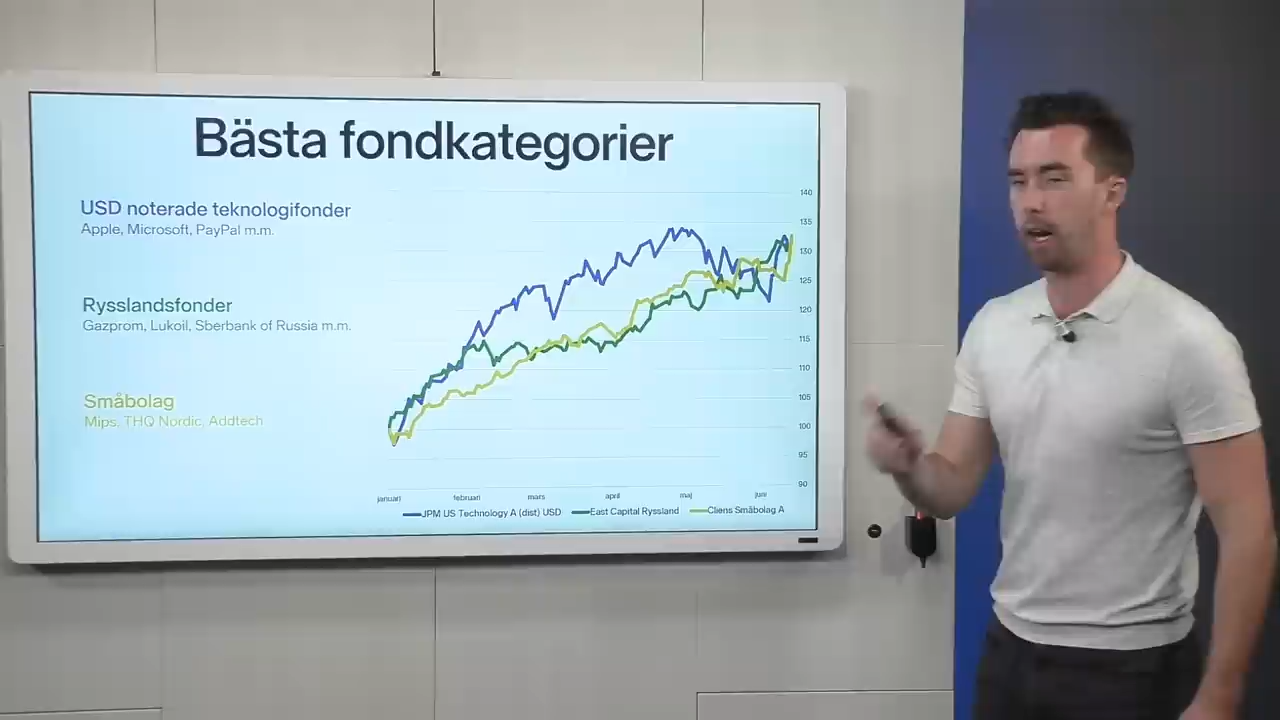 Bästa fondkategorier
USD noterade teknologifonder
Apple, Microsoft, PayPal m.m.
Rysslandsfonder
Gazprom, Lukoil, Sberbank of Russia m.m.
Småbolag
Mips, THQ Nordic, Addtech
140
135
130
125
120
115
110
105
100
95
90
januari februari mars april maj juni
JPM US Technology A (dist) USD East Capital Ryssland Cliens Småbolag A